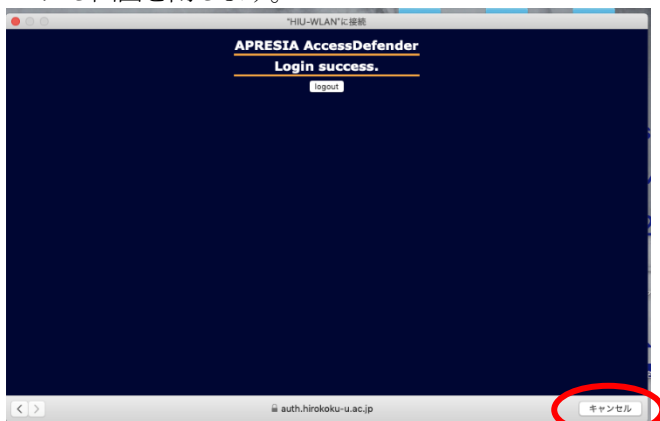 "HIU-WLAN"に接続
APRESIA AccessDefender
Login success.
logout
auth.hirokoku-u.ac.jp
キャンセル